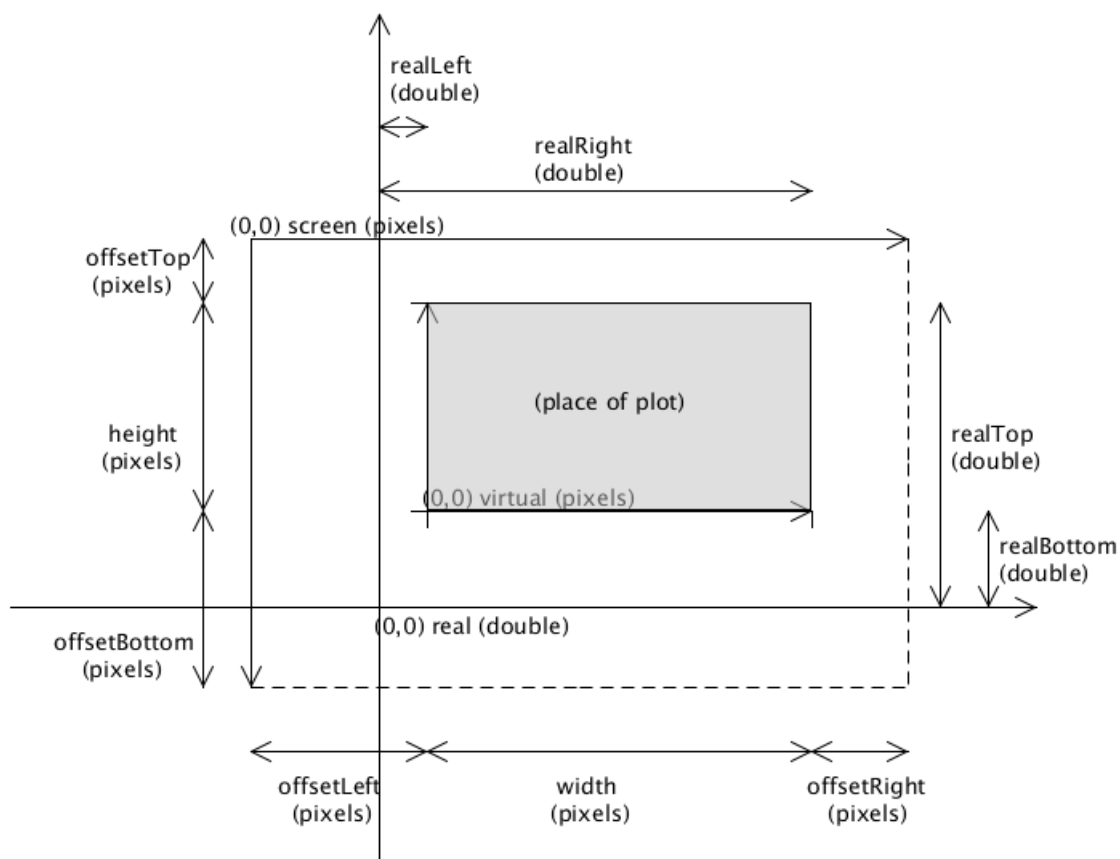 realLeft
(double)
realRight
(double)
(0,0) screen (pixels)
offsetTop
(pixels)
(place of plot)
height
(pixels)
realTop
(double)
(0,0) virtual (pixels)
realBottom
(double)
(0,0) real (double)
offsetBottom
(pixels)
offsetLeft
(pixels)
width
(pixels)
offsetRight
(pixels)